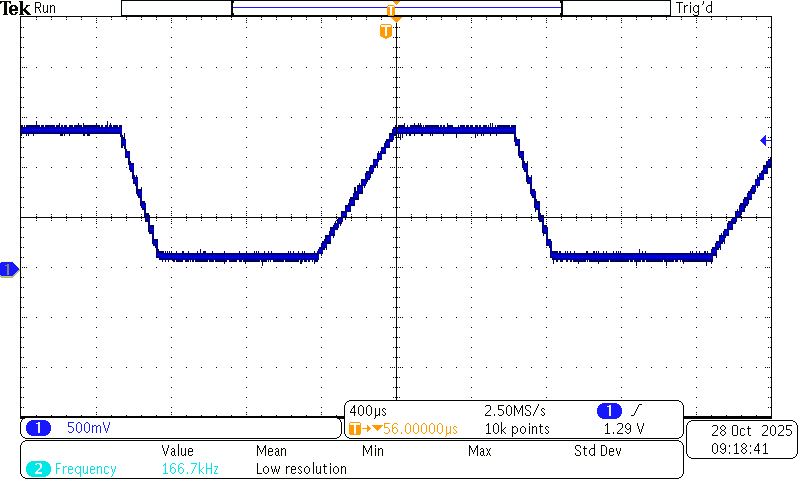 Tek Run Trig'd
T
T
1
1 500mV
400µs 2.50MS/s 1 /
T→▼56.00000µs 10k points 1.29 V
Value Mean Min Max Std Dev
2 Frequency 166.7kHz Low resolution
28 Oct 2025
09:18:41